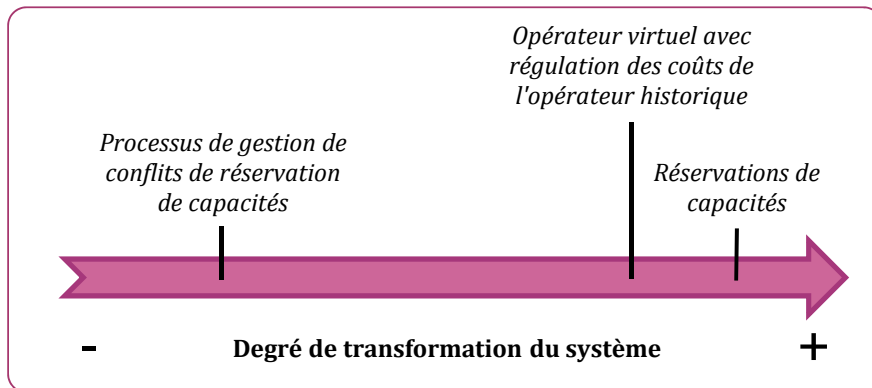 Opérateur virtuel avec
régulation des coûts de
l'opérateur historique
Processus de gestion de
conflits de réservation
de capacités
Réservations de
capacités
-
Degré de transformation du système
+